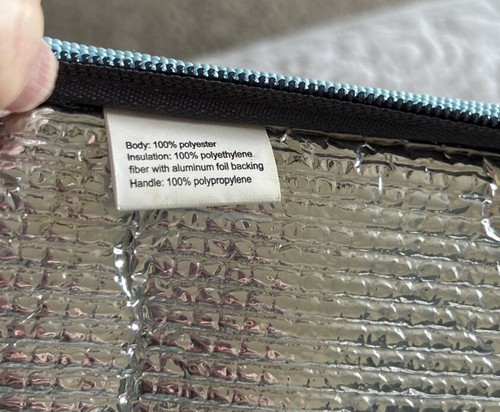 Body: 100% polyester
Insulation: 100% polyethylene
fiber with aluminum foil backing
Handle: 100% polypropylene